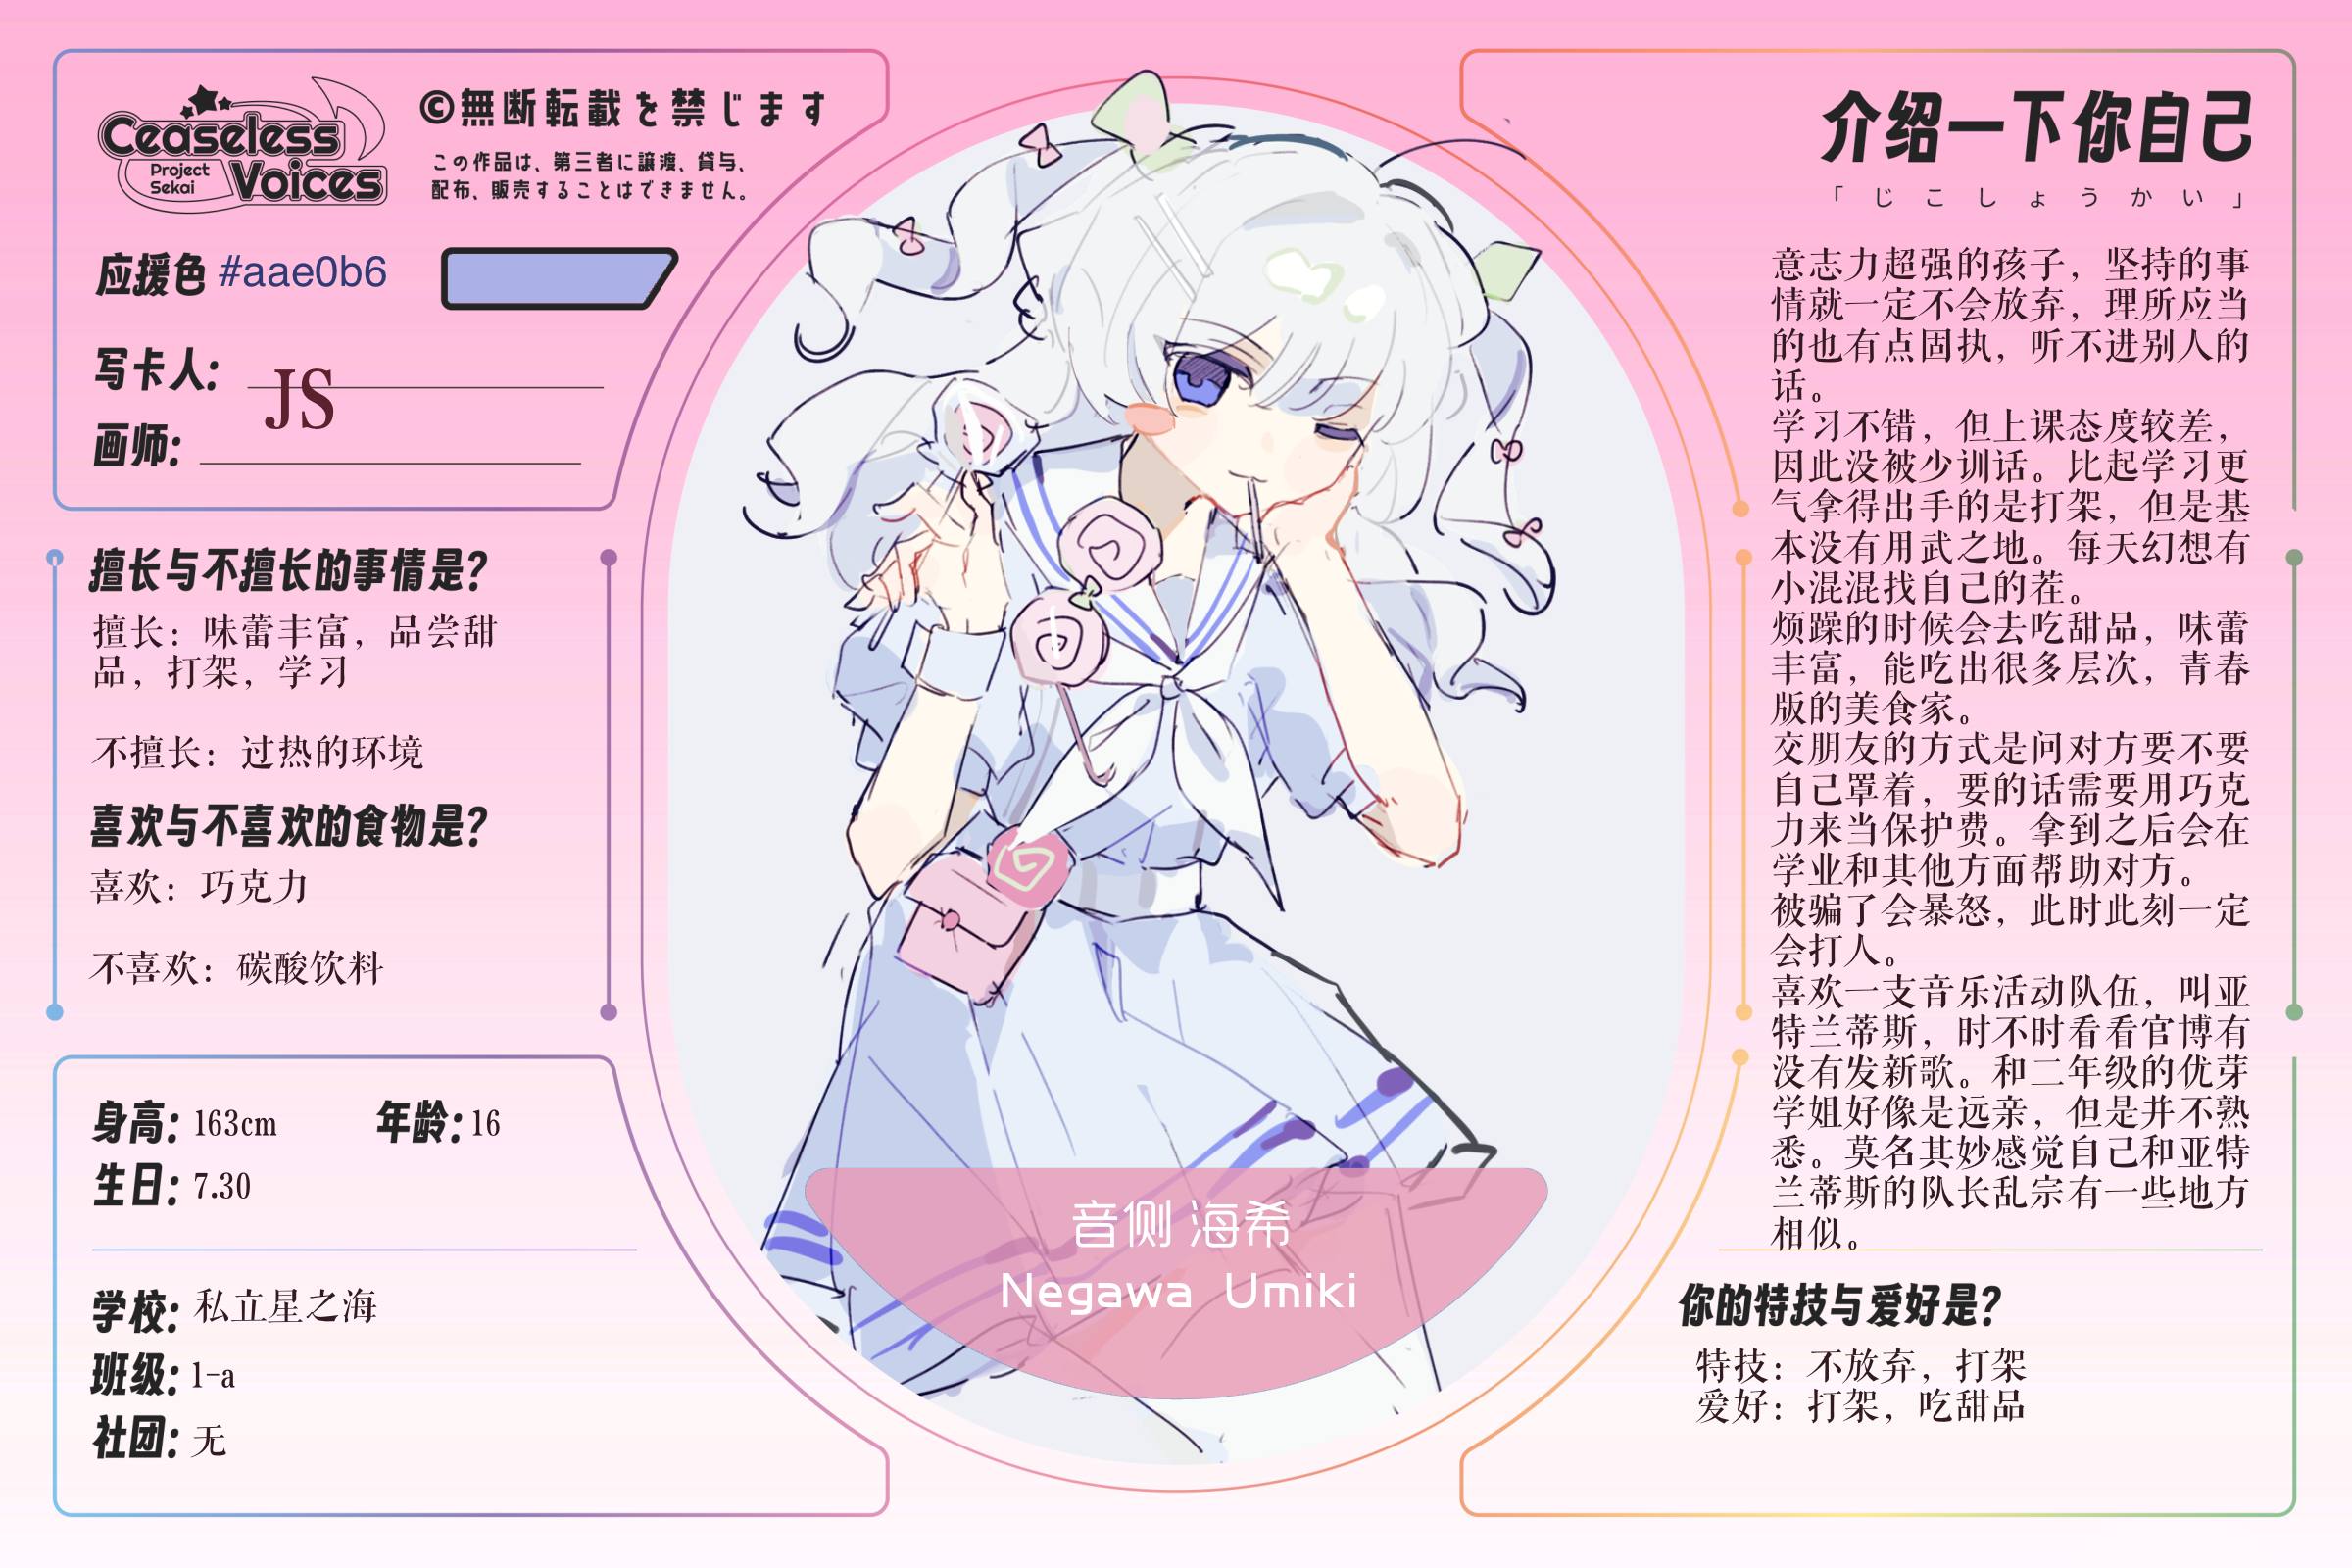 Ceaseless
Voices
Project
Sekai
©無断転載を禁じます
この作品は、第三者に譲渡、貸与、
配布、販売することはできません。
应援色 #aae0b6
写卡人:
JS
画师:
擅长与不擅长的事情是?
擅长：味蕾丰富，品尝甜
品，打架，学习
不擅长：过热的环境
喜欢与不喜欢的食物是?
喜欢：巧克力
不喜欢：碳酸饮料
身高: 163cm 年龄: 16
生日: 7.30
学校: 私立星之海
班级: 1-a
社团: 无
音侧 海希
Negawa Umiki
介绍一下你自己
「じこしょうかい」
意志力超强的孩子，坚持的事
情就一定不会放弃，理所应当
的也有点固执，听不进别人的
话。
学习不错，但上课态度较差，
因此没被少训话。比起学习更
气拿得出手的是打架，但是基
本没有用武之地。每天幻想有
小混混找自己的茬。
烦躁的时候会去吃甜品，味蕾
丰富，能吃出很多层次，青春
版的美食家。
交朋友的方式是问对方要不要
自己罩着，要的话需要用巧克
力来当保护费。拿到之后会在
学业和其他方面帮助对方。
被骗了会暴怒，此时此刻一定
会打人。
喜欢一支音乐活动队伍，叫亚
特兰蒂斯，时不时看看官博有
没有发新歌。和二年级的优芽
学姐好像是远亲，但是并不熟
悉。莫名其妙感觉自己和亚特
兰蒂斯的队长乱宗有一些地方
相似。
你的特技与爱好是?
特技：不放弃，打架
爱好：打架，吃甜品